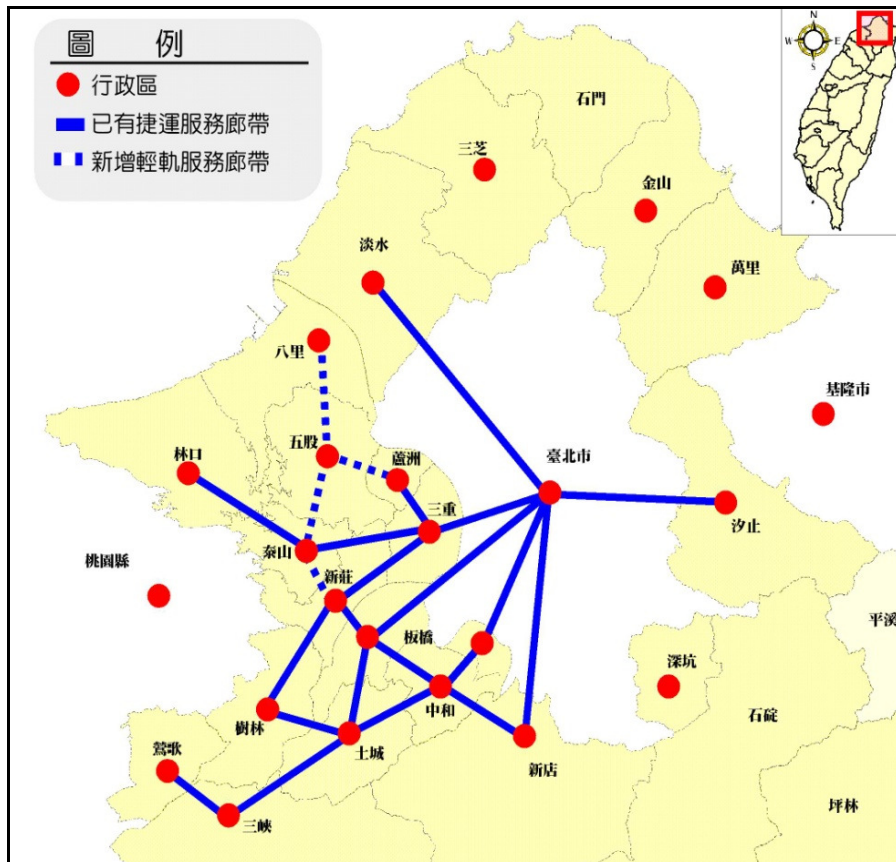 圖 例
行政區
已有捷運服務廊帶
新增輕軌服務廊帶
N
W
E
S
石門
三芝
金山
淡水
萬里
八里
基隆市
林口
五股
蘆洲
臺北市
三重
汐止
泰山
桃園縣
新莊
板橋
平溪
深坑
石碇
中和
樹林
土城
新店
鶯歌
坪林
三峽